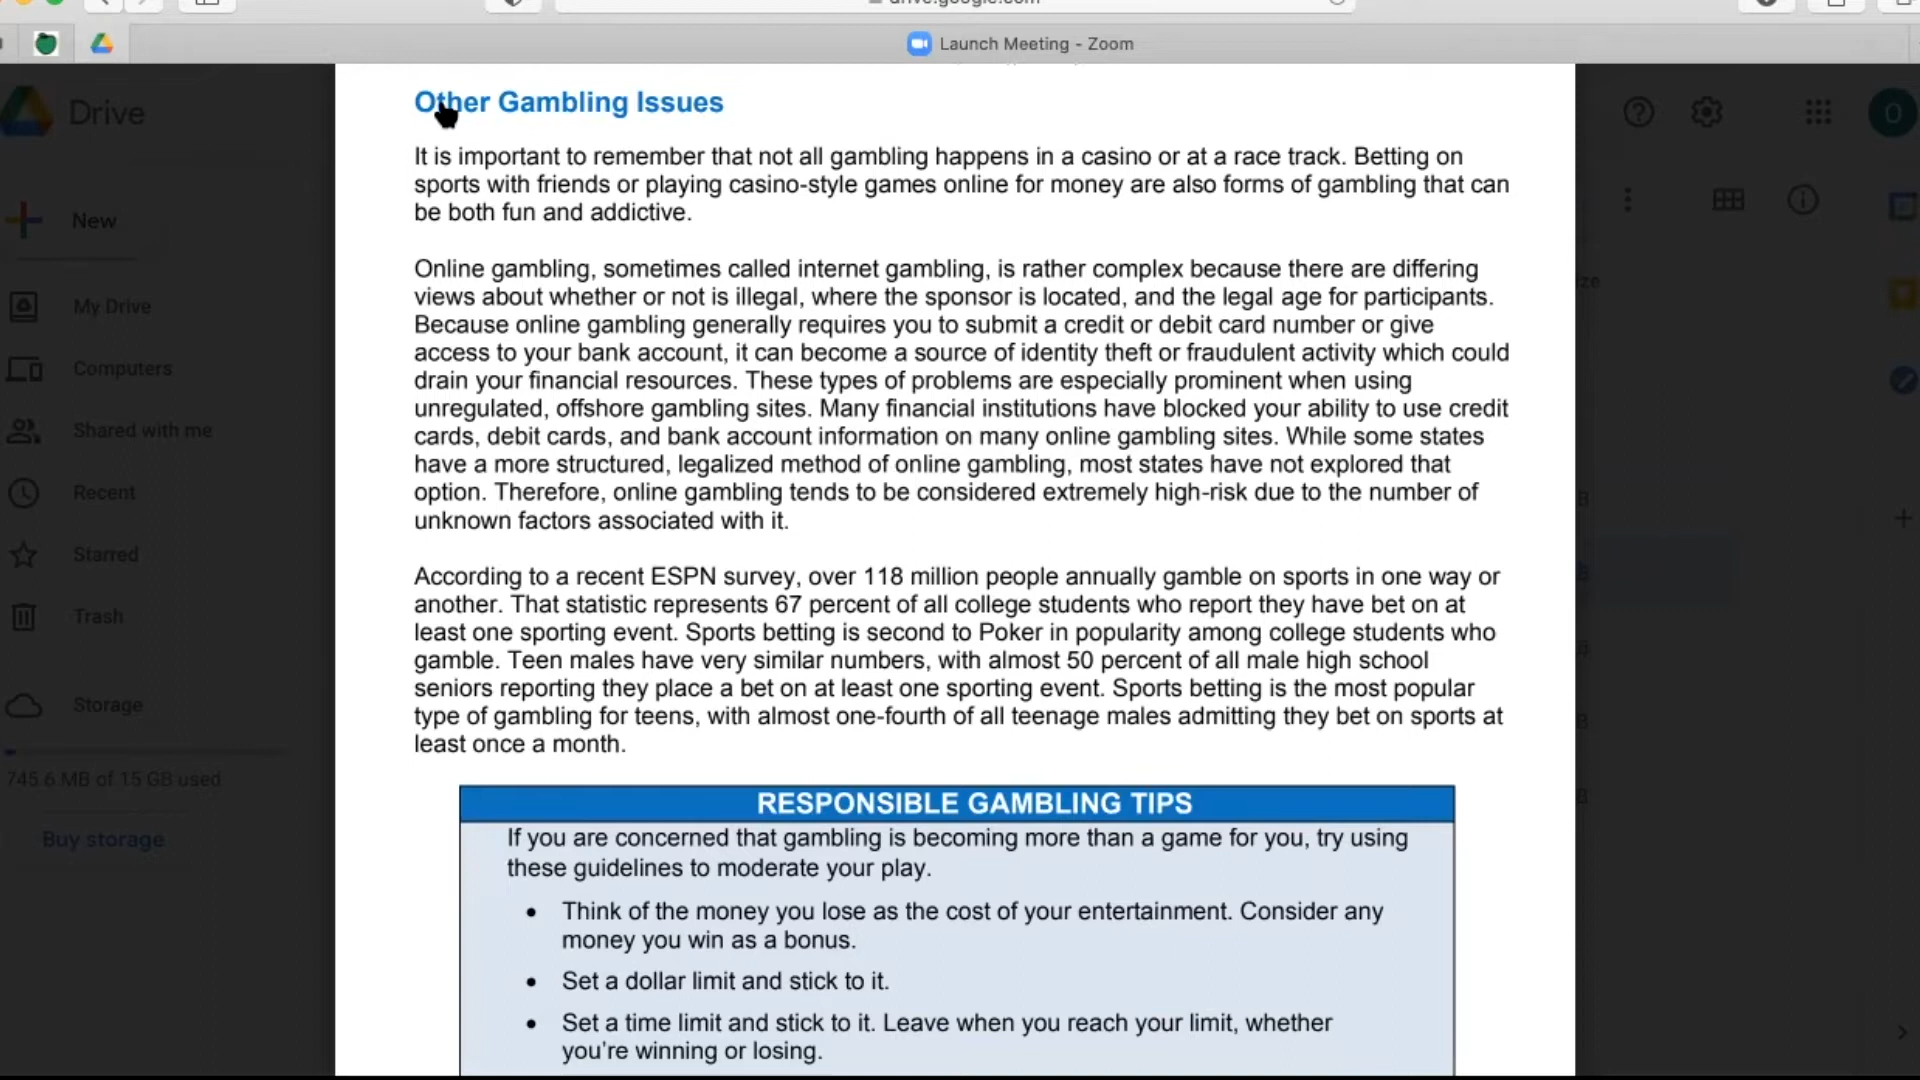 drive.google.com
Launch Meeting - Zoom
Drive
New
My Drive
Computers
Shared with me
Recent
Starred
Trash
Storage
745.6 MB of 15 GB used
Buy storage
O
Other Gambling Issues
It is important to remember that not all gambling happens in a casino or at a race track. Betting on
sports with friends or playing casino-style games online for money are also forms of gambling that can
be both fun and addictive.
Online gambling, sometimes called internet gambling, is rather complex because there are differing
views about whether or not is illegal, where the sponsor is located, and the legal age for participants.
Because online gambling generally requires you to submit a credit or debit card number or give
access to your bank account, it can become a source of identity theft or fraudulent activity which could
drain your financial resources. These types of problems are especially prominent when using
unregulated, offshore gambling sites. Many financial institutions have blocked your ability to use credit
cards, debit cards, and bank account information on many online gambling sites. While some states
have a more structured, legalized method of online gambling, most states have not explored that
option. Therefore, online gambling tends to be considered extremely high-risk due to the number of
unknown factors associated with it.
According to a recent ESPN survey, over 118 million people annually gamble on sports in one way or
another. That statistic represents 67 percent of all college students who report they have bet on at
least one sporting event. Sports betting is second to Poker in popularity among college students who
gamble. Teen males have very similar numbers, with almost 50 percent of all male high school
seniors reporting they place a bet on at least one sporting event. Sports betting is the most popular
type of gambling for teens, with almost one-fourth of all teenage males admitting they bet on sports at
least once a month.
RESPONSIBLE GAMBLING TIPS
If you are concerned that gambling is becoming more than a game for you, try using
these guidelines to moderate your play.
• Think of the money you lose as the cost of your entertainment. Consider any
money you win as a bonus.
• Set a dollar limit and stick to it.
• Set a time limit and stick to it. Leave when you reach your limit, whether
you're winning or losing.